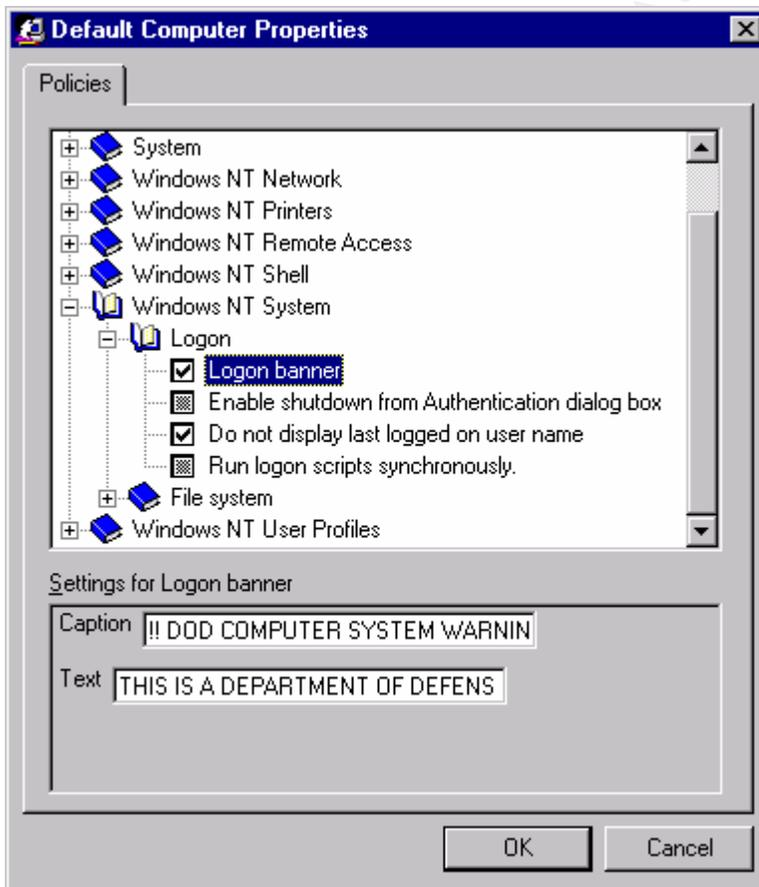 Default Computer Properties
Policies
System
Windows NT Network
Windows NT Printers
Windows NT Remote Access
Windows NT Shell
Windows NT System
Logon
Logon banner
Enable shutdown from Authentication dialog box
Do not display last logged on user name
Run logon scripts synchronously.
File system
Windows NT User Profiles
Settings for Logon banner
Caption !! DOD COMPUTER SYSTEM WARNIN
Text THIS IS A DEPARTMENT OF DEFENS
OK Cancel